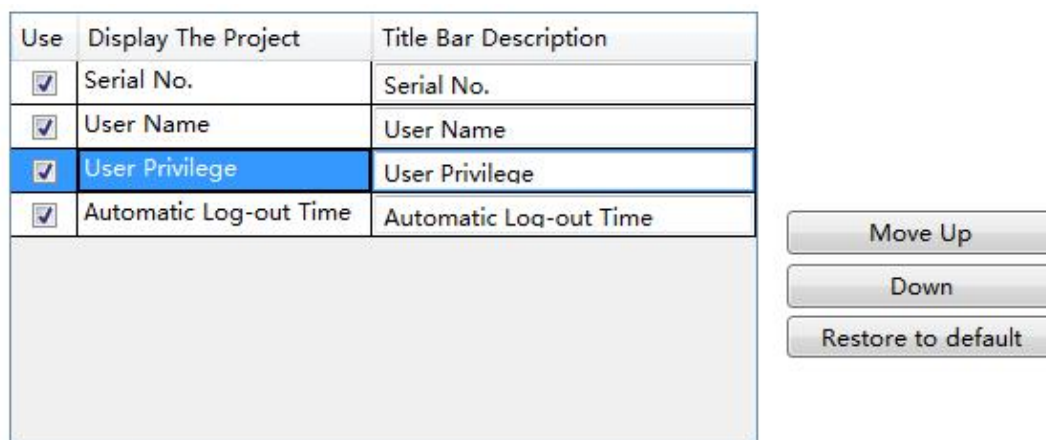 Use Display The Project Title Bar Description
Serial No. Serial No.
User Name User Name
User Privilege User Privilege
Automatic Log-out Time Automatic Log-out Time
Move Up
Down
Restore to default